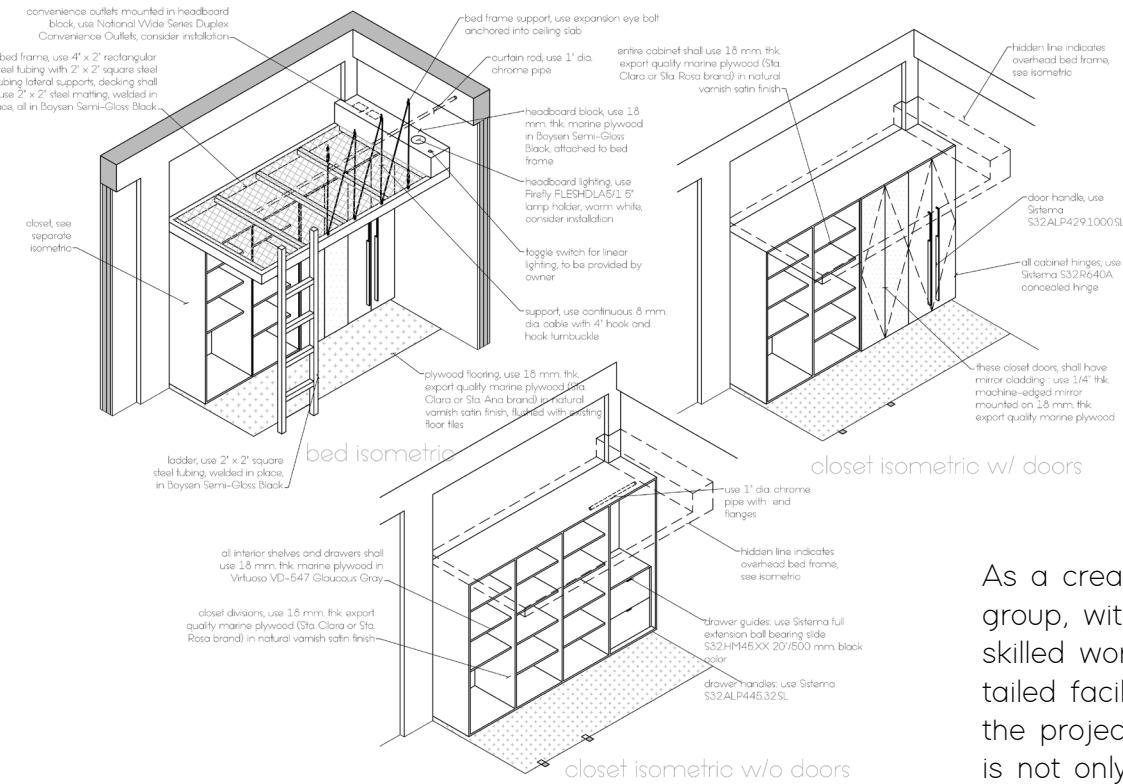 convenience outlets mounted in headboard
block, use National Wide Series Duplex
Convenience Outlets, consider installation
bed frame, use 4" x 2" rectangular
steel tubing with 2" x 2" square steel
tubing lateral supports, decking shall
use 2" x 2" steel matting, welded in
place, all in Boysen Semi-Gloss Black
closet, see
separate
isometric
bed frame support, use expansion eye bolt
anchored into ceiling slab
curtain rod, use 1" dia.
chrome pipe
headboard block, use 18
mm. thk. marine plywood
in Boysen Semi-Gloss
Black, attached to bed
frame
headboard lighting, use
Firefly FLESHDLA5/1 5"
lamp holder, warm white,
consider installation
toggle switch for linear
lighting, to be provided by
owner
support, use continuous 8 mm.
dia. cable with 4" hook and
hook turnbuckle
plywood flooring, use 18 mm. thk.
export quality marine plywood (Sta.
Clara or Sta. Ana brand) in natural
varnish satin finish, flushed with existing
floor tiles
ladder, use 2" x 2" square
steel tubing, welded in place,
in Boysen Semi-Gloss Black
bed isometric
entire cabinet shall use 18 mm. thk.
export quality marine plywood (Sta.
Clara or Sta. Rosa brand) in natural
varnish satin finish
hidden line indicates
overhead bed frame,
see isometric
door handle, use
Sistema
S32.ALP429.1000.SL
all cabinet hinges, use
Sistema S32.R640A
concealed hinge
these closet doors, shall have
mirror cladding : use 1/4" thk.
machine-edged mirror
mounted on 18 mm. thk.
export quality marine plywood
closet isometric w/ doors
use 1" dia. chrome
pipe with end
flanges
hidden line indicates
overhead bed frame,
see isometric
all interior shelves and drawers shall
use 18 mm. thk. marine plywood in
Virtuoso VD-547 Glaucous Gray
closet divisions, use 18 mm. thk. export
quality marine plywood (Sta. Clara or Sta.
Rosa brand) in natural varnish satin finish
drawer guides: use Sistema full
extension ball bearing slide
S32.HM45.XX 20"/500 mm. black
color
drawer handles: use Sistema
S32.ALP445.32.SL
closet isometric w/o doors
As a crea
group, wit
skilled wor
tailed facil
the projec
is not only